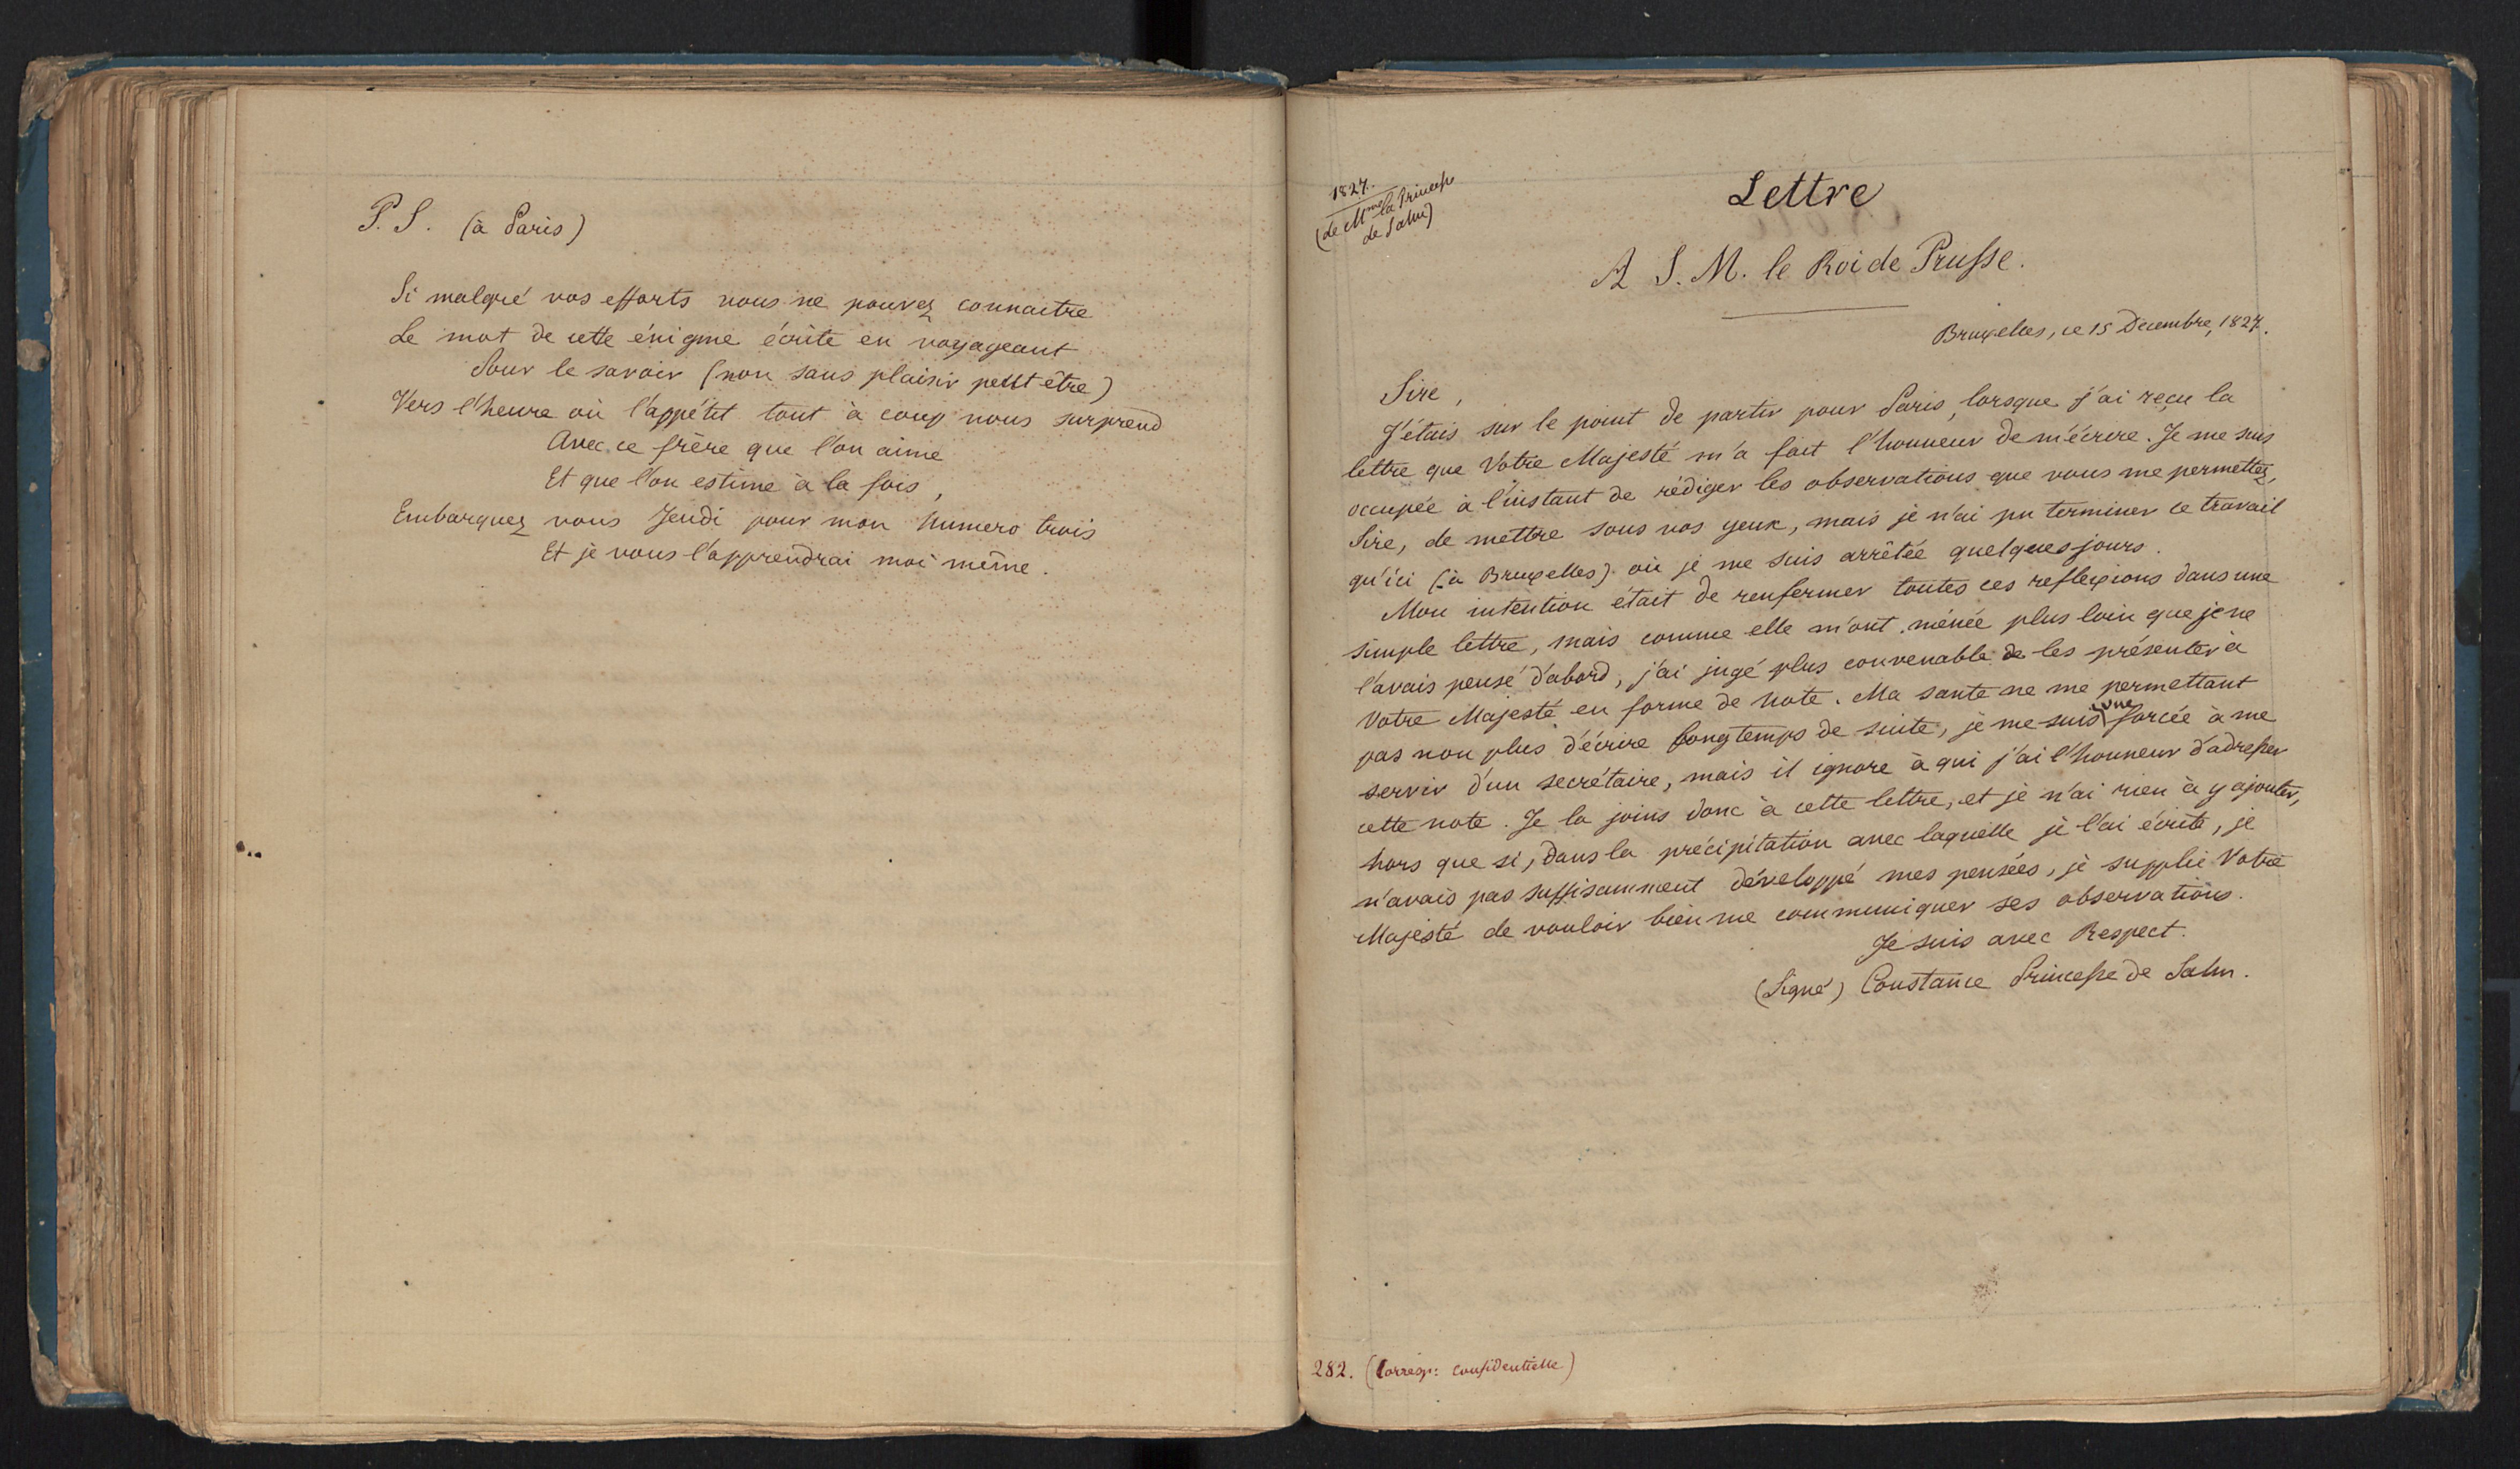 P. S. (à Paris)
Si malgré vos efforts vous ne pouvez connaitre
Le mot de cette énigme écrite en voyageant
Pour le savoir (non sans plaisir peut être)
Vers l'heure où l'appétit tout à coup nous surprend
Avec ce frère que l'on aime
Et que l'on estime à la fois,
Embarquez vous Jeudi pour mon Numero trois
Et je vous l'apprendrai moi même.
1827.
(de Mme la Princesse
de Salm)
Lettre
A S. M. le Roi de Prusse.
Bruxelles, ce 15 Decembre, 1827.
Sire,
J'étais sur le point de partir pour Paris, lorsque j'ai reçu la
lettre que Votre Majesté m'a fait l'honneur de m'écrire. Je me suis
occupée à l'instant de rédiger les observations que vous me permettez,
Sire, de mettre sous vos yeux, mais je n'ai pu terminer ce travail
qu'ici (à Bruxelles) où je me suis arrêtée quelques jours.
Mon intention était de renfermer toutes ces reflexions dans une
simple lettre, mais comme elle m'ont menée plus loin que je ne
l'avais pensé d'abord, j'ai jugé plus convenable de les présenter à
Votre Majesté en forme de note. Ma santé ne me permettant
pas non plus d'écrire longtemps de suite, je me suis vue forcée à me
servir d'un secrétaire, mais il ignore à qui j'ai l'honneur d'adresser
cette note. Je la joins donc à cette lettre, et je n'ai rien à y ajouter,
hors que si, dans la précipitation avec laquelle je l'ai écrite, je
n'avais pas suffisamment développé mes pensées, je supplie Votre
Majesté de vouloir bien me communiquer ses observations.
Je suis avec Respect.
(Signé) Constance Princesse de Salm.
282. (Corresp: confidentielle)